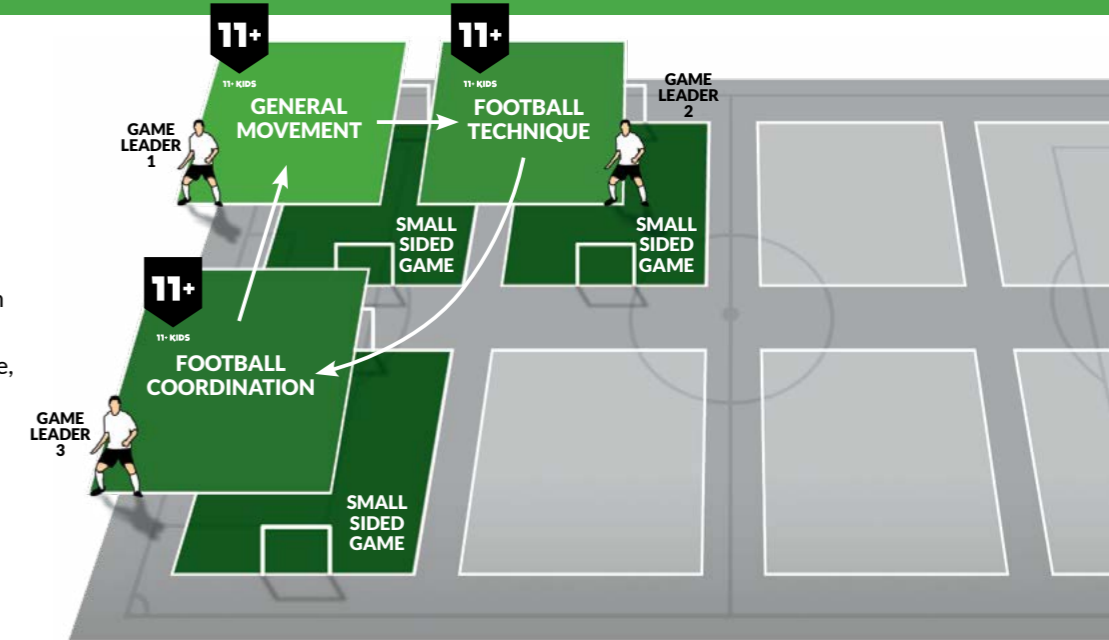 11+
11+ KIDS
GENERAL
MOVEMENT
11+
11+ KIDS
FOOTBALL
TECHNIQUE
GAME
LEADER
1
GAME
LEADER
2
SMALL
SIDED
GAME
SMALL
SIDED
GAME
11+
11+ KIDS
FOOTBALL
COORDINATION
GAME
LEADER
3
SMALL
SIDED
GAME